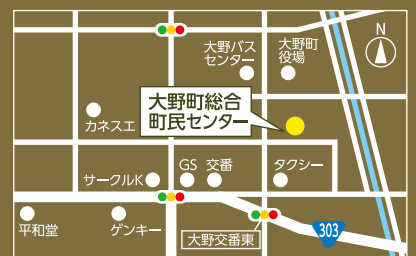 大野バス
センター
大野町
役場
N
大野町総合
町民センター
カネスエ
サークルK
GS
交番
タクシー
平和堂
ゲンキー
大野交番東
303